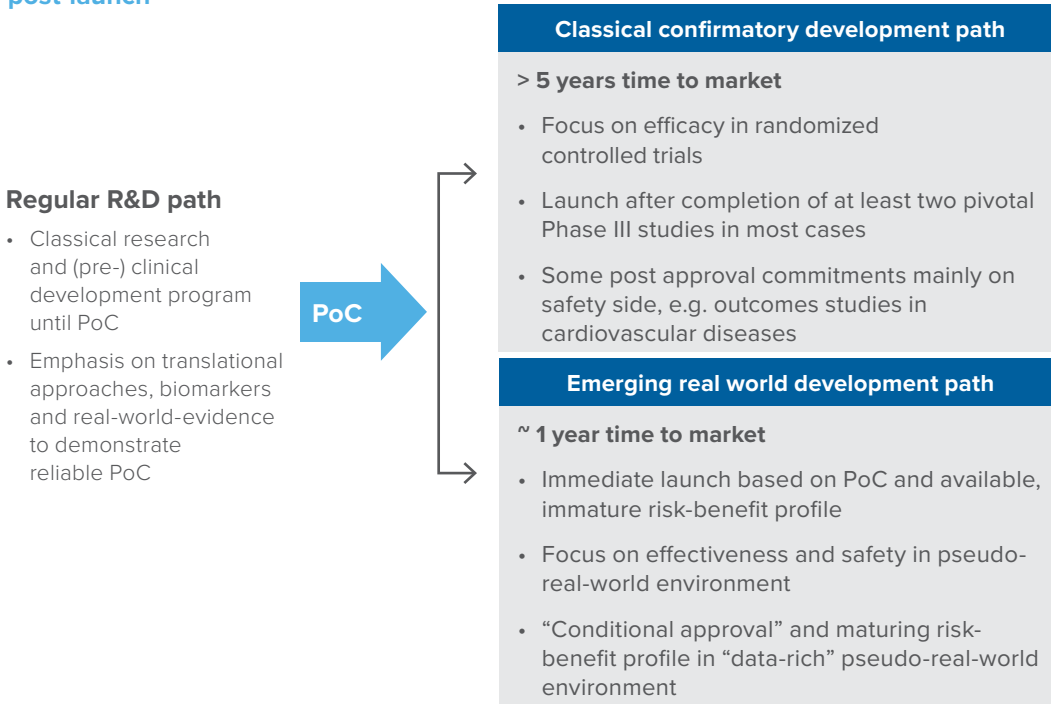 post-launch
Regular R&D path
• Classical research
and (pre-) clinical
development program
until PoC
• Emphasis on translational
approaches, biomarkers
and real-world-evidence
to demonstrate
reliable PoC
PoC
Classical confirmatory development path
> 5 years time to market
• Focus on efficacy in randomized
controlled trials
• Launch after completion of at least two pivotal
Phase III studies in most cases
• Some post approval commitments mainly on
safety side, e.g. outcomes studies in
cardiovascular diseases
Emerging real world development path
~ 1 year time to market
• Immediate launch based on PoC and available,
immature risk-benefit profile
• Focus on effectiveness and safety in pseudo-
real-world environment
• “Conditional approval” and maturing risk-
benefit profile in “data-rich” pseudo-real-world
environment